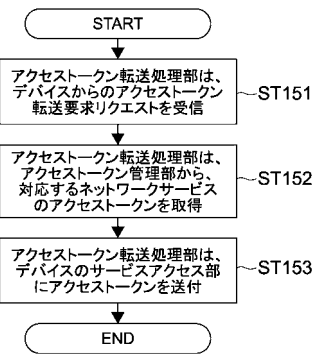 START
アクセストークン転送処理部は、
デバイスからのアクセストークン
転送要求リクエストを受信
ST151
アクセストークン転送処理部は、
アクセストークン管理部から、
対応するネットワークサービス
のアクセストークンを取得
ST152
アクセストークン転送処理部は、
デバイスのサービスアクセス部
にアクセストークンを送付
ST153
END